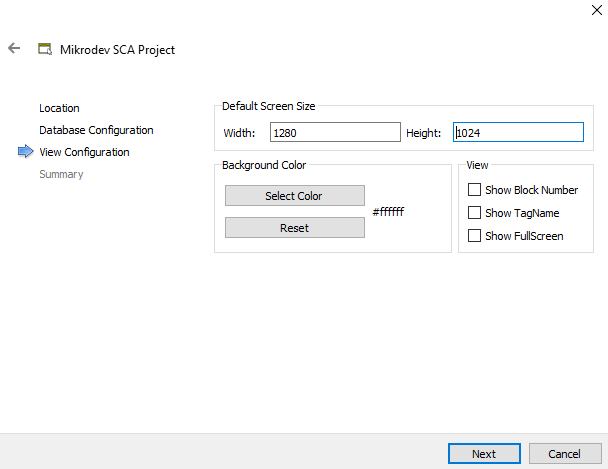 Mikrodev SCA Project
Location
Database Configuration
View Configuration
Summary
Default Screen Size
Width: 1280 Height: 1024
Background Color
Select Color
#ffffff
Reset
View
Show Block Number
Show TagName
Show FullScreen
Next Cancel